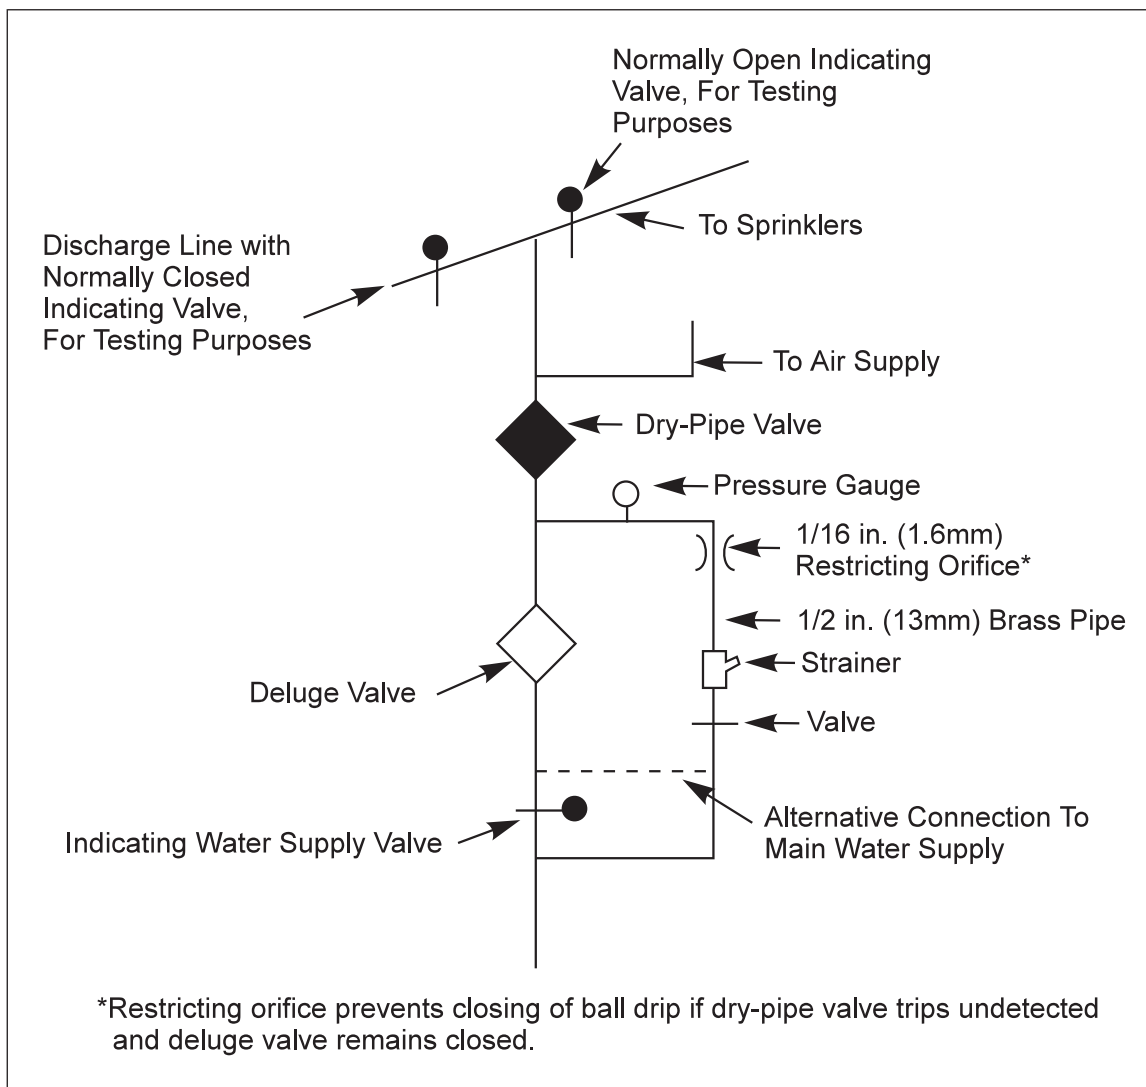 Normally Open Indicating
Valve, For Testing
Purposes
To Sprinklers
Discharge Line with
Normally Closed
Indicating Valve,
For Testing Purposes
To Air Supply
Dry-Pipe Valve
Pressure Gauge
1/16 in. (1.6mm)
Restricting Orifice*
1/2 in. (13mm) Brass Pipe
Strainer
Deluge Valve
Valve
Alternative Connection To
Main Water Supply
Indicating Water Supply Valve
*Restricting orifice prevents closing of ball drip if dry-pipe valve trips undetected
and deluge valve remains closed.